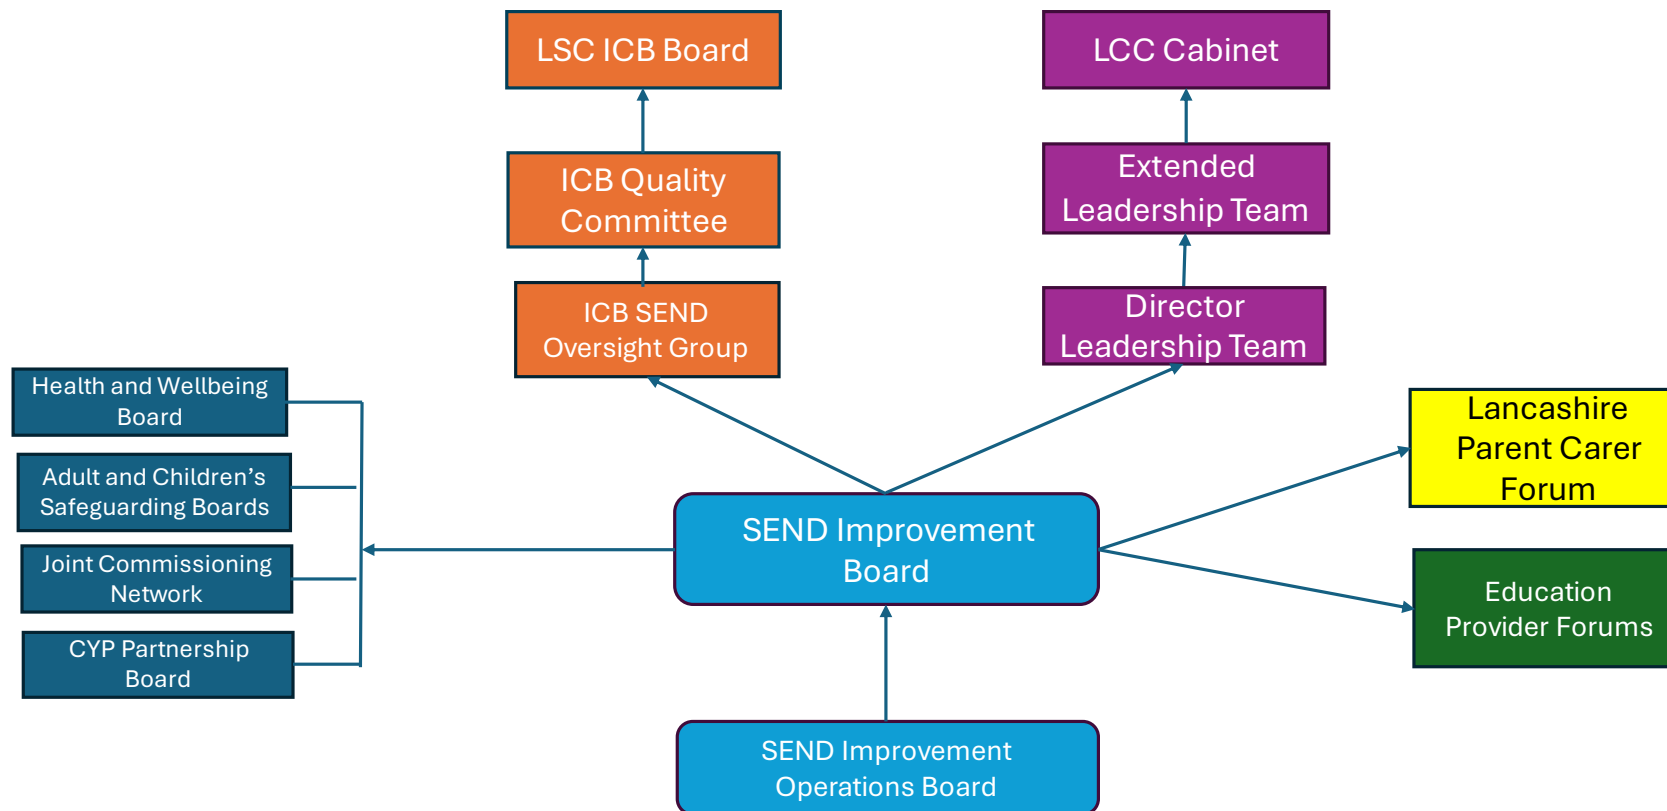 LSC ICB Board
LCC Cabinet
ICB Quality
Committee
Extended
Leadership Team
ICB SEND
Oversight Group
Director
Leadership Team
Health and Wellbeing
Board
Adult and Children’s
Safeguarding Boards
Joint Commissioning
Network
CYP Partnership
Board
SEND Improvement
Board
Lancashire
Parent Carer
Forum
Education
Provider Forums
SEND Improvement
Operations Board